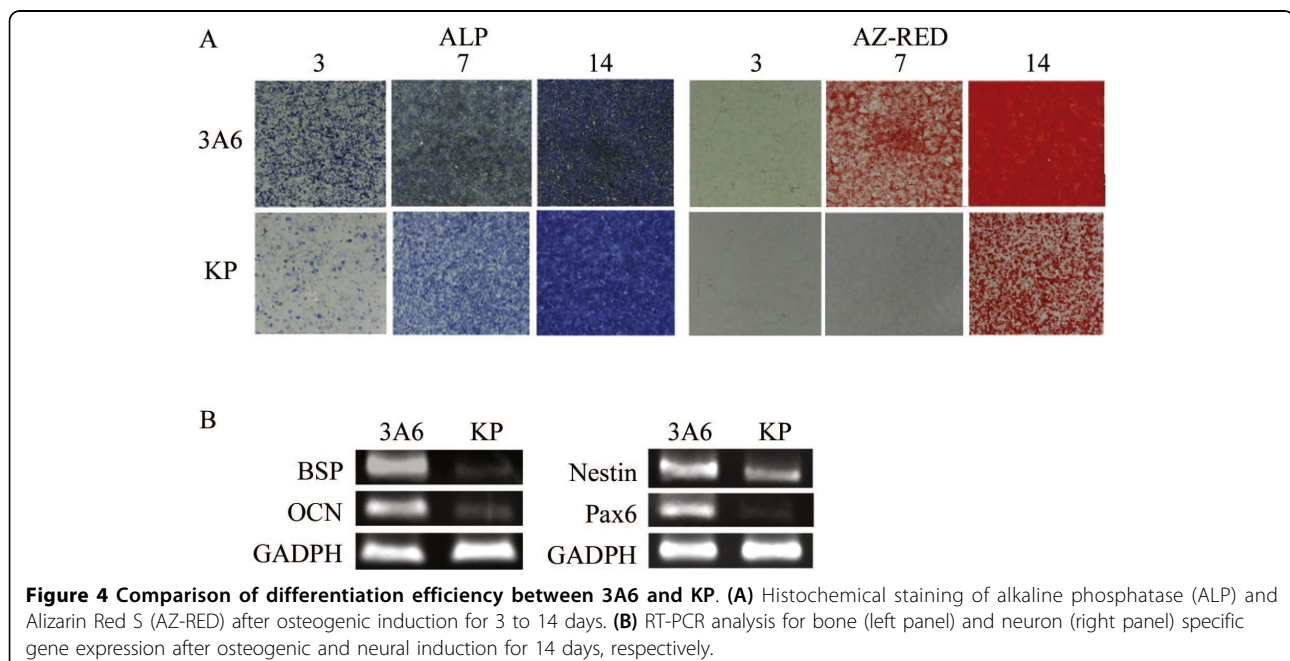 A
ALP AZ-RED
3 7 14 3 7 14
3A6
KP
B
3A6 KP 3A6 KP
BSP Nestin
OCN Pax6
GADPH GADPH
Figure 4 Comparison of differentiation efficiency between 3A6 and KP. (A) Histochemical staining of alkaline phosphatase (ALP) and
Alizarin Red S (AZ-RED) after osteogenic induction for 3 to 14 days. (B) RT-PCR analysis for bone (left panel) and neuron (right panel) specific
gene expression after osteogenic and neural induction for 14 days, respectively.